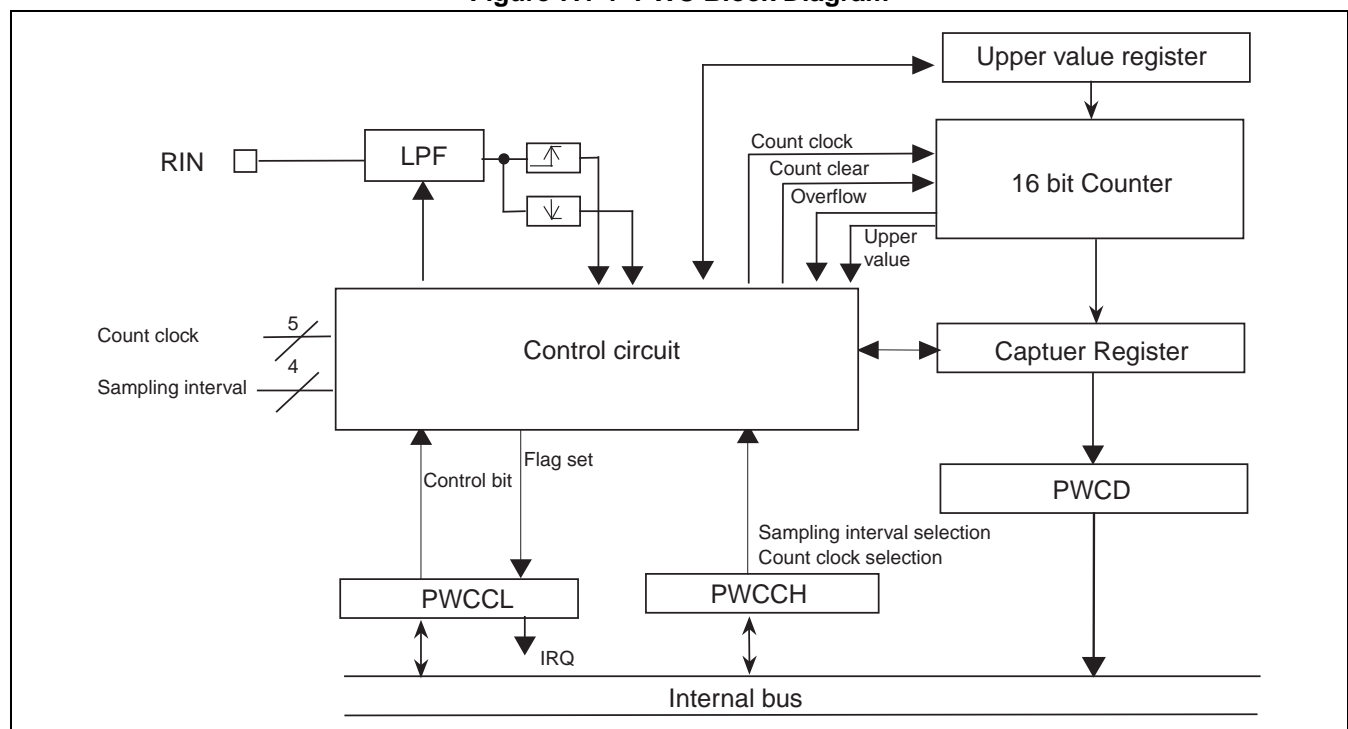 Upper value register
RIN
LPF
Count clock
Count clear
Overflow
Upper
value
16 bit Counter
Count clock
5
Sampling interval
4
Control circuit
Captuer Register
Control bit
Flag set
PWCD
Sampling interval selection
Count clock selection
PWCCL
PWCCH
IRQ
Internal bus